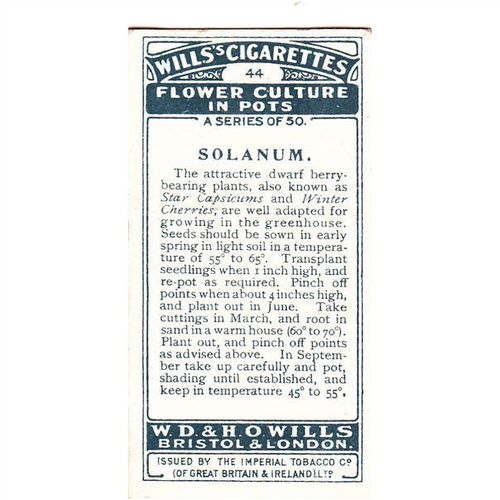 WILLS'S CIGARETTES
44
FLOWER CULTURE
IN POTS
A SERIES OF 50.
SOLANUM.
The attractive dwarf berry-
bearing plants, also known as
Star Capsicums and Winter
Cherries, are well adapted for
growing in the greenhouse.
Seeds should be sown in early
spring in light soil in a tempera-
ture of 55° to 65°. Transplant
seedlings when 1 inch high, and
re-pot as required. Pinch off
points when about 4 inches high,
and plant out in June. Take
cuttings in March, and root in
sand in a warm house (60° to 70°).
Plant out, and pinch off points
as advised above. In Septem-
ber take up carefully and pot,
shading until established, and
keep in temperature 45° to 55°.
W. D. & H. O. WILLS
BRISTOL & LONDON.
ISSUED BY THE IMPERIAL TOBACCO Co
(OF GREAT BRITAIN & IRELAND), LTD